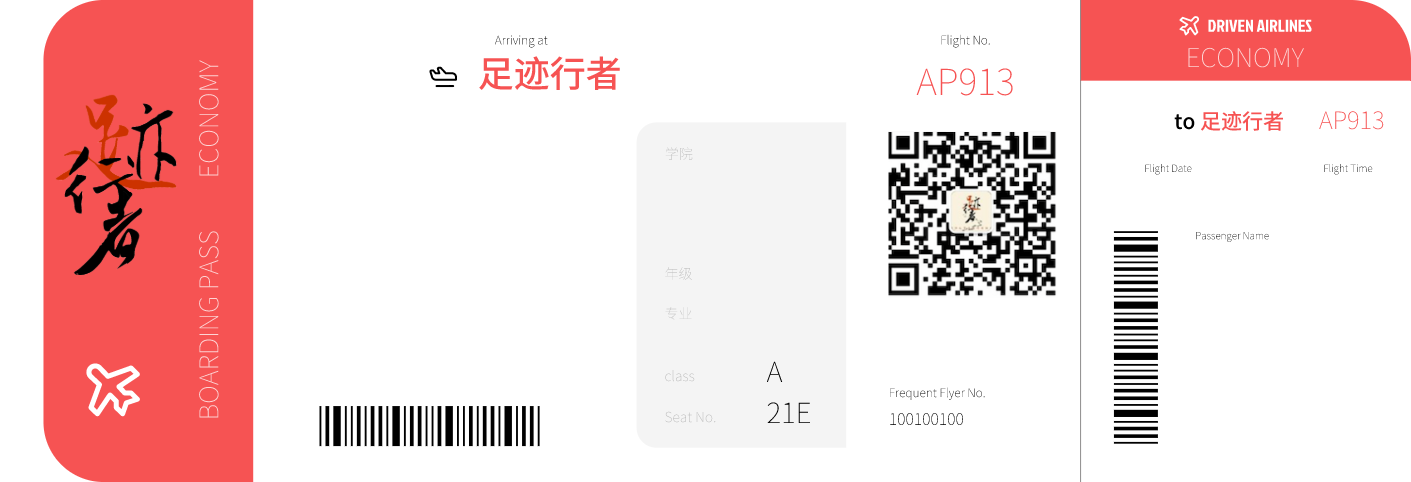 足迹
行者
BOARDING PASS ECONOMY
Arriving at
足迹行者
学院
年级
专业
class A
Seat No. 21E
Flight No.
AP913
Frequent Flyer No.
100100100
DRIVEN AIRLINES
ECONOMY
to 足迹行者 AP913
Flight Date Flight Time
Passenger Name